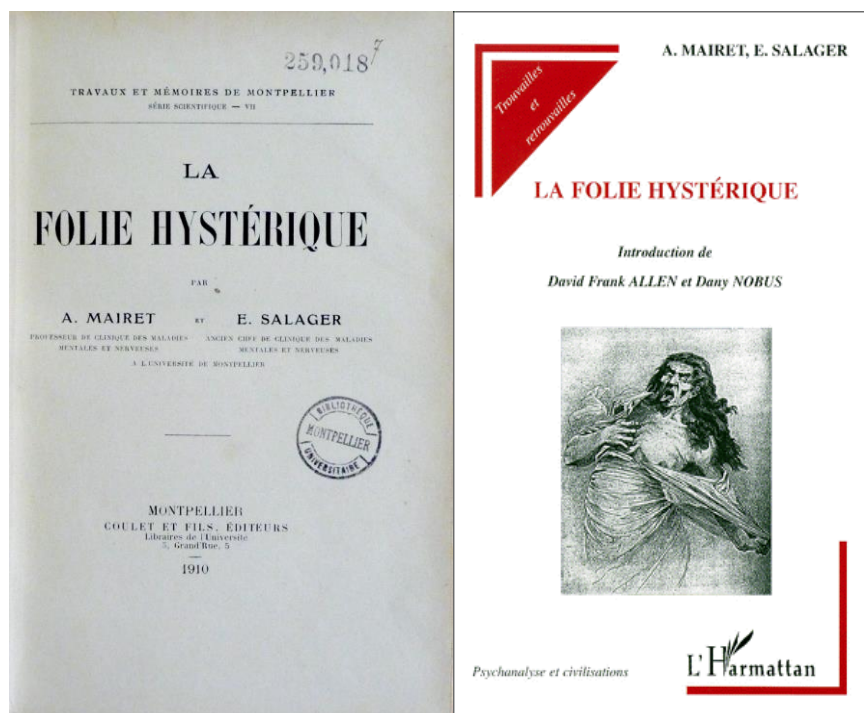 259,018 7
TRAVAUX ET MÉMOIRES DE MONTPELLIER
SÉRIE SCIENTIFIQUE — VII
LA
FOLIE HYSTÉRIQUE
PAR
A. MAIRET ET E. SALAGER
PROFESSEUR DE CLINIQUE DES MALADIES
MENTALES ET NERVEUSES
ANCIEN CHEF DE CLINIQUE DES MALADIES
MENTALES ET NERVEUSES
A L'UNIVERSITÉ DE MONTPELLIER
BIBLIOTHÈQUE
MONTPELLIER
UNIVERSITAIRE
MONTPELLIER
COULET ET FILS, ÉDITEURS
Libraires de l'Université
5, Grand'Rue, 5
1910
A. MAIRET, E. SALAGER
Trouvailles
et
retrouvailles
LA FOLIE HYSTÉRIQUE
Introduction de
David Frank ALLEN et Dany NOBUS
Psychanalyse et civilisations
L'Harmattan